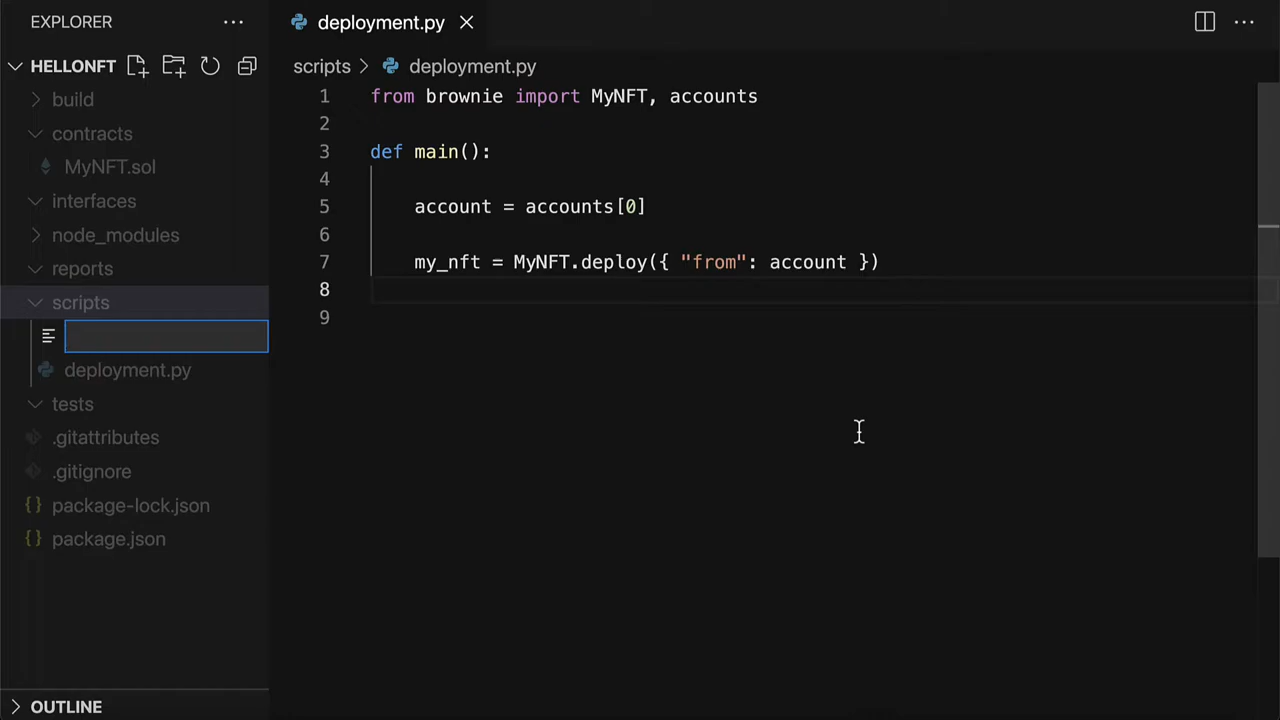 EXPLORER
HELLONFT
build
contracts
MyNFT.sol
interfaces
node_modules
reports
scripts
deployment.py
tests
.gitattributes
.gitignore
package-lock.json
package.json
OUTLINE
deployment.py
scripts > deployment.py
1 from brownie import MyNFT, accounts
2
3 def main():
4
5 account = accounts[0]
6
7 my_nft = MyNFT.deploy({ "from": account })
8
9